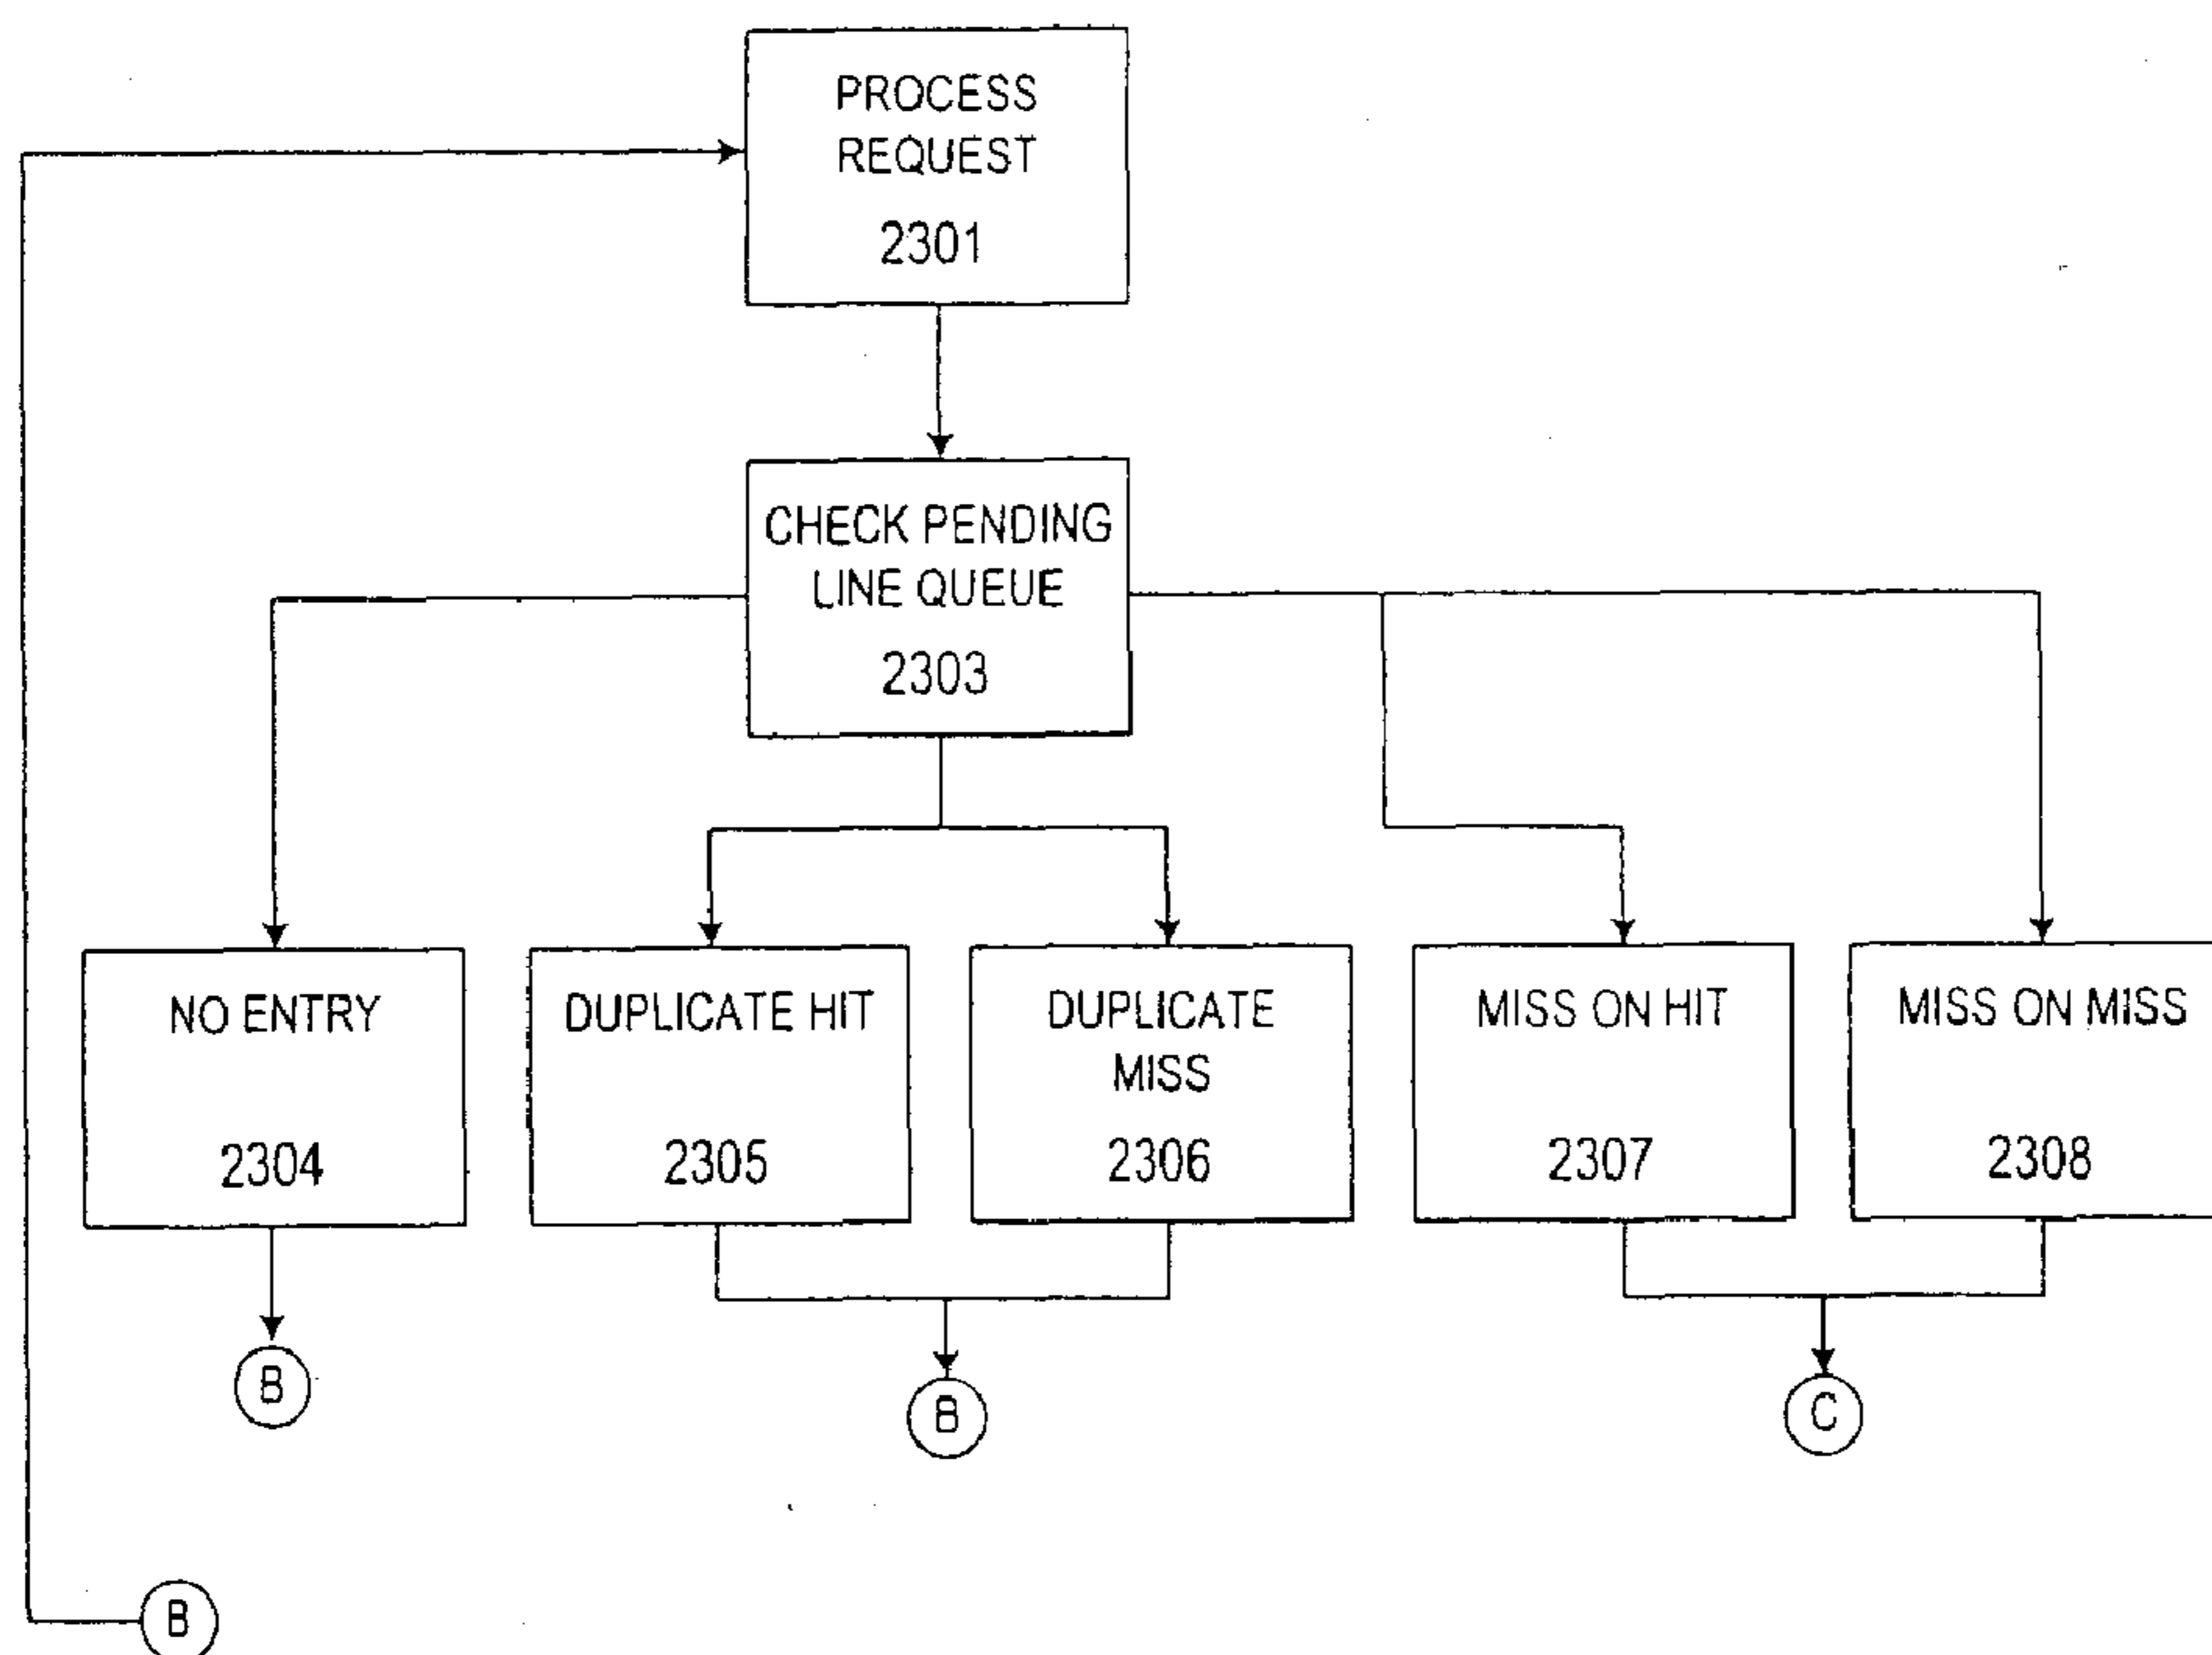 PROCESS
REQUEST
2301
CHECK PENDING
LINE QUEUE
2303
NO ENTRY
2304
DUPLICATE HIT
2305
DUPLICATE
MISS
2306
MISS ON HIT
2307
MISS ON MISS
2308
B
B
C
B